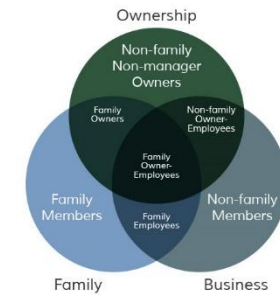 Ownership
Non-family
Non-manager
Owners
Family
Owners
Non-family
Owner-
Employees
Family
Owner-
Employees
Family
Members
Family
Employees
Non-family
Members
Family
Business